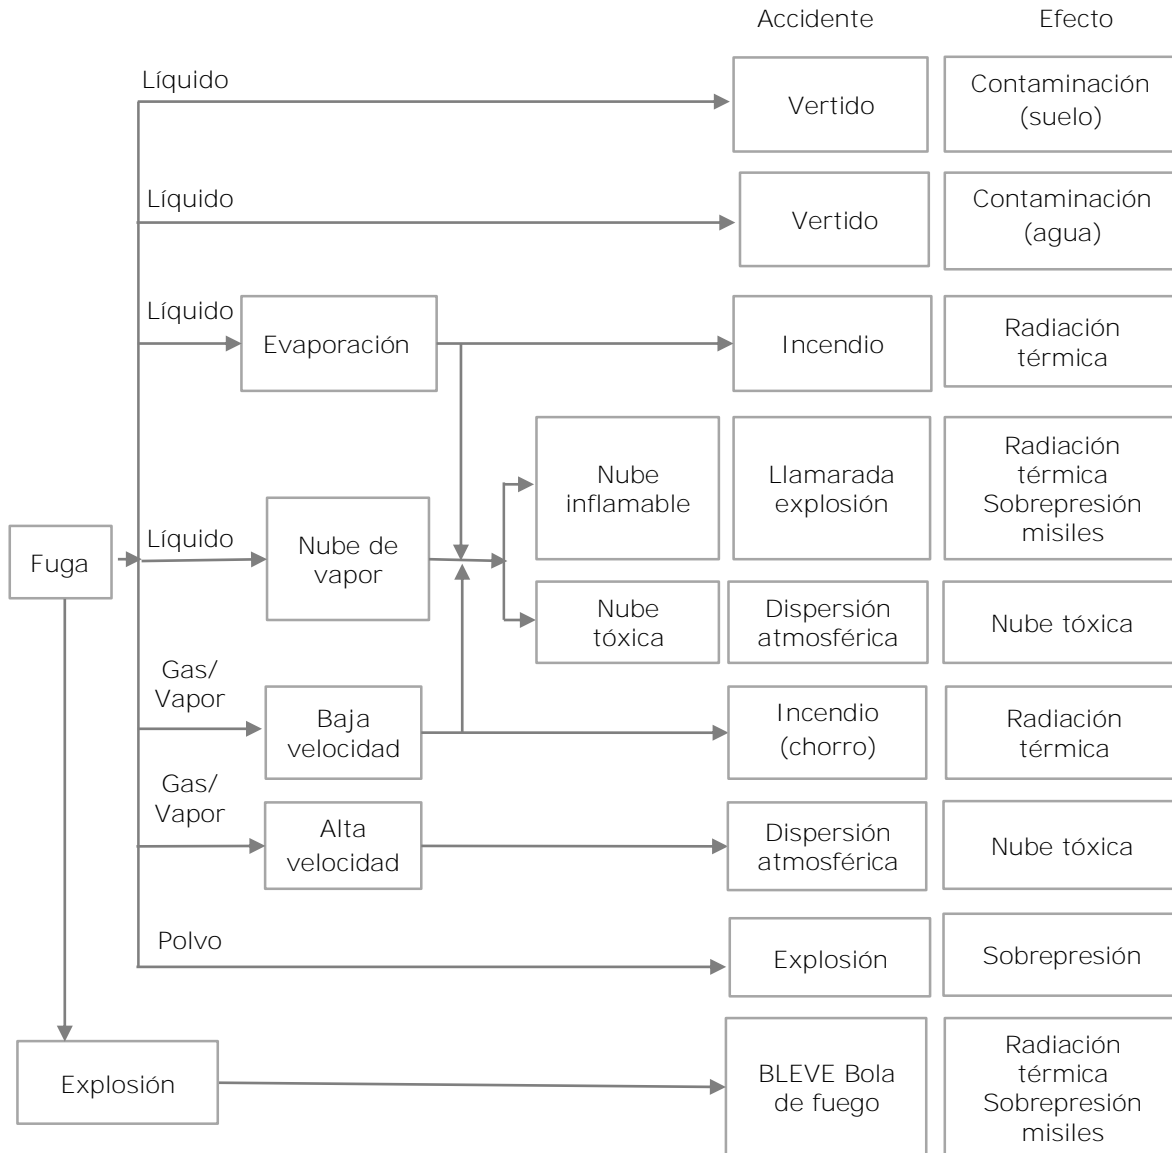 Accidente
Efecto
Líquido
Vertido
Contaminación
(suelo)
Líquido
Vertido
Contaminación
(agua)
Líquido
Evaporación
Incendio
Radiación
térmica
Nube
inflamable
Llamarada
explosión
Radiación
térmica
Sobrepresión
misiles
Fuga
Líquido
Nube de
vapor
Nube
tóxica
Dispersión
atmosférica
Nube tóxica
Gas/
Vapor
Baja
velocidad
Incendio
(chorro)
Radiación
térmica
Gas/
Vapor
Alta
velocidad
Dispersión
atmosférica
Nube tóxica
Polvo
Explosión
Sobrepresión
Explosión
BLEVE Bola
de fuego
Radiación
térmica
Sobrepresión
misiles